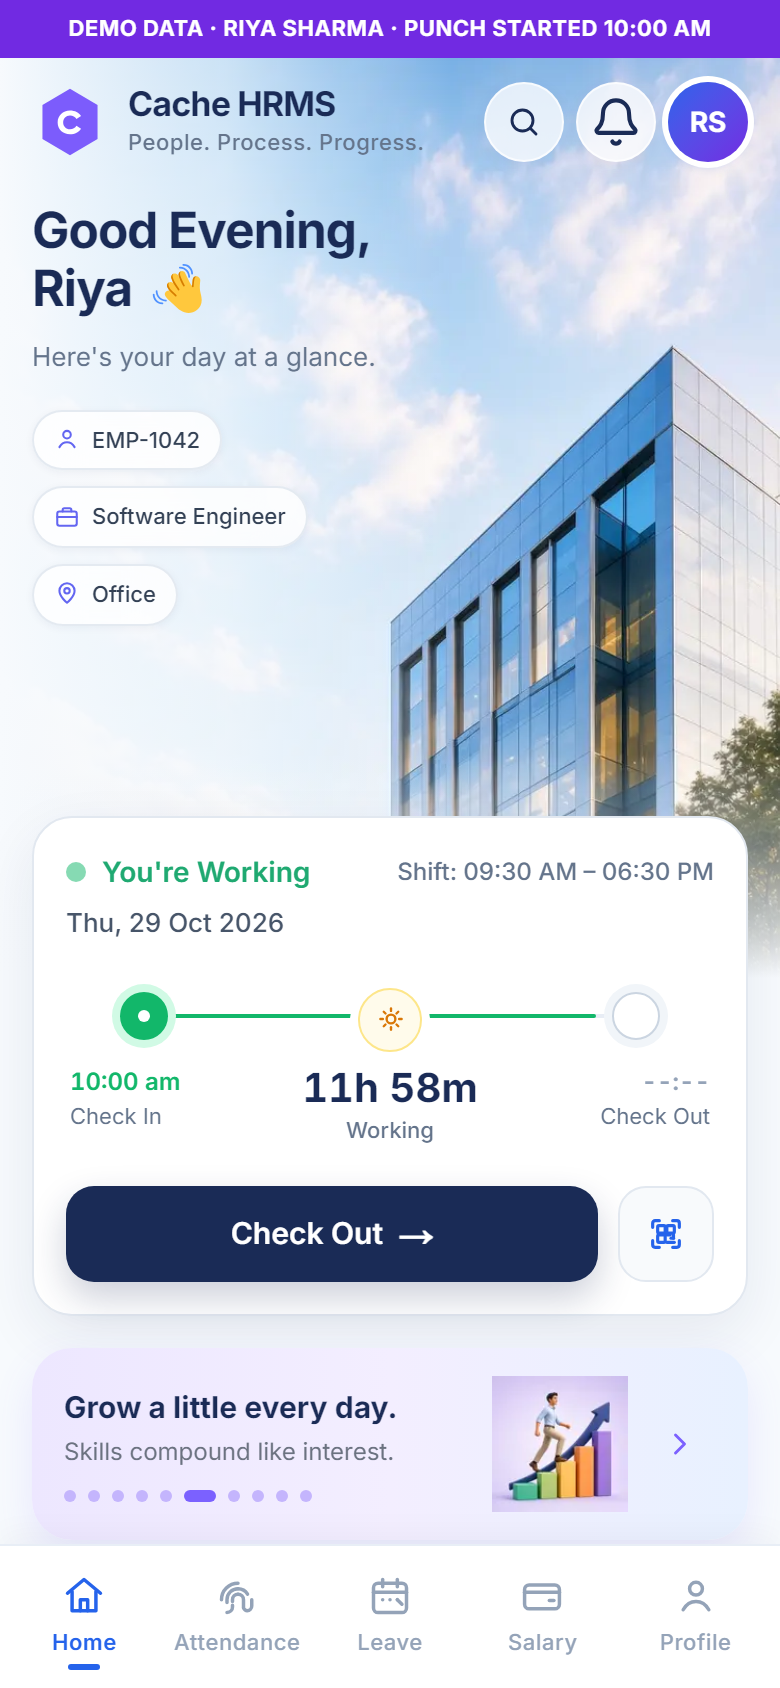 DEMO DATA · RIYA SHARMA · PUNCH STARTED 10:00 AM
C
Cache HRMS
People. Process. Progress.
RS
Good Evening,
Riya 👋
Here's your day at a glance.
EMP-1042
Software Engineer
Office
You're Working
Shift: 09:30 AM – 06:30 PM
Thu, 29 Oct 2026
10:00 am
Check In
11h 58m
Working
--:--
Check Out
Check Out →
Grow a little every day.
Skills compound like interest.
Home
Attendance
Leave
Salary
Profile